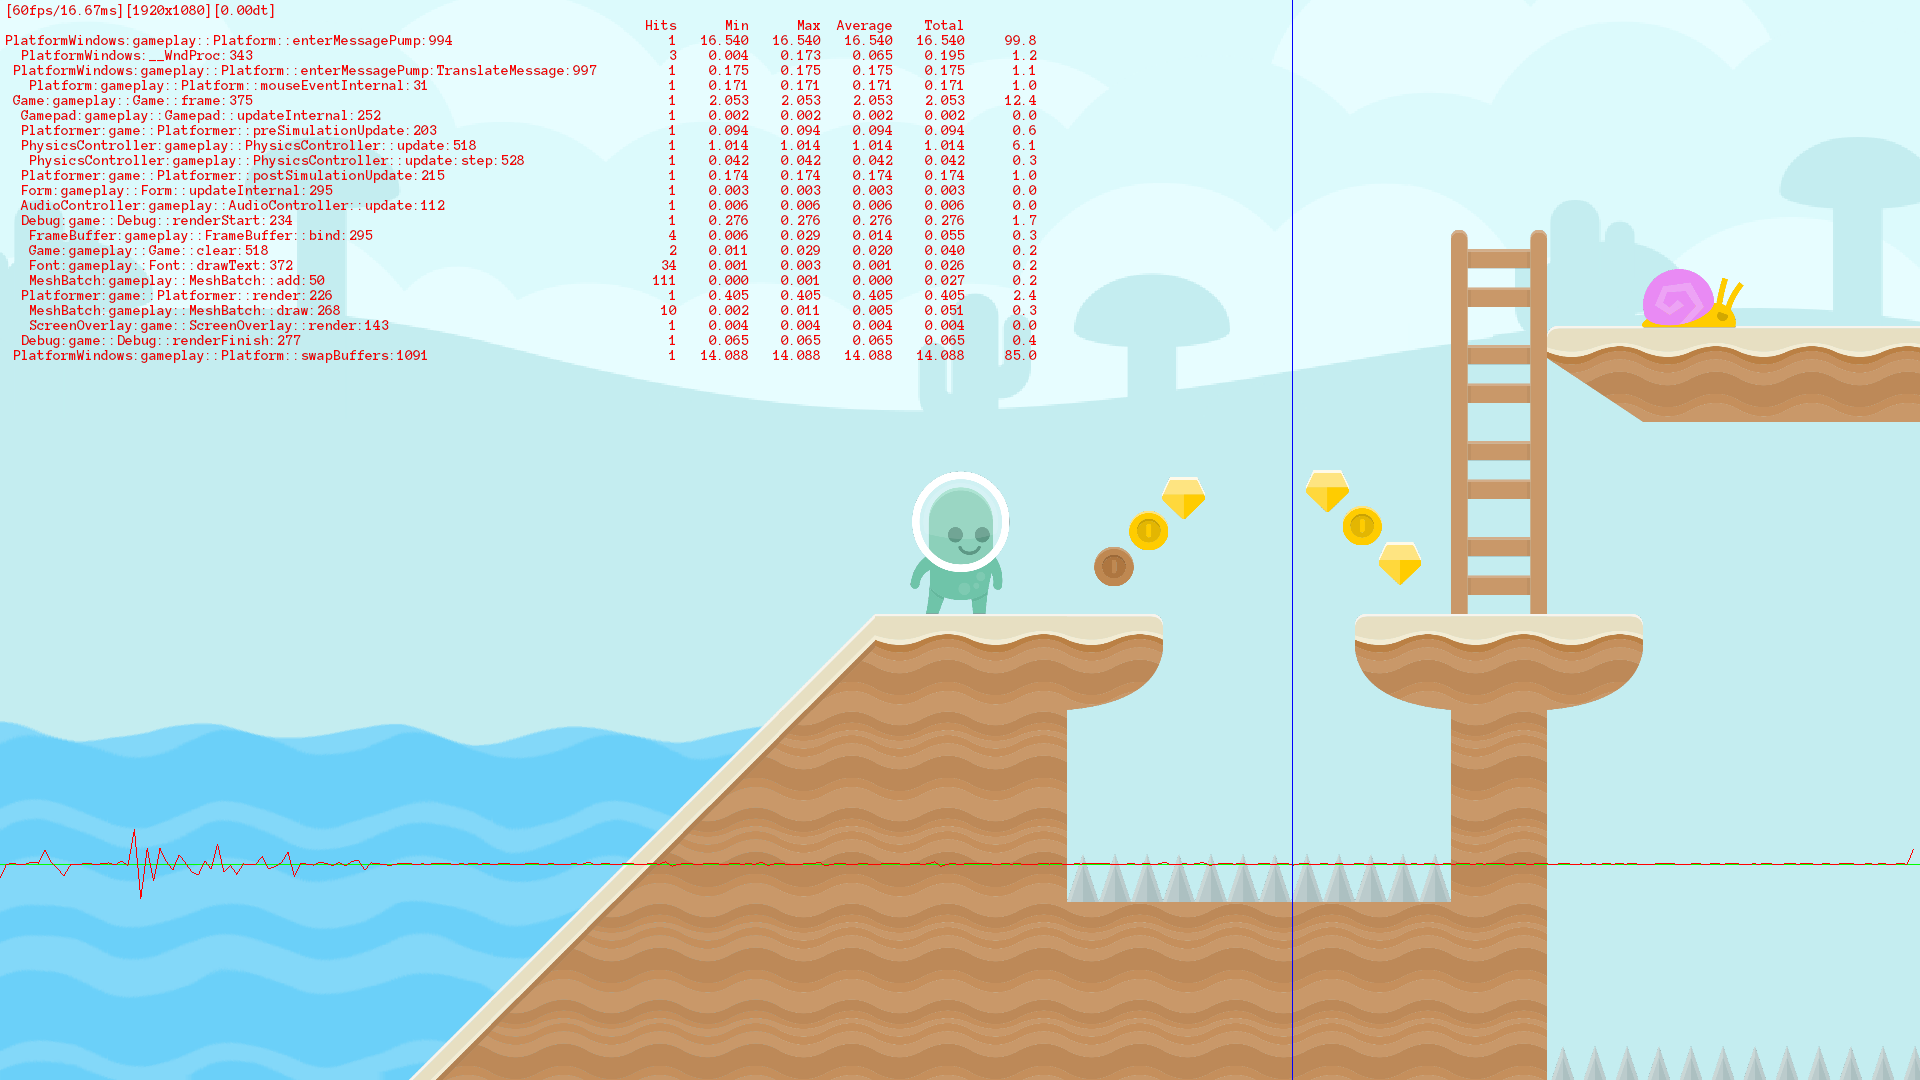 [60fps/16.67ms][1920x1080][0.00dt]
Hits Min Max Average Total
PlatformWindows:gameplay::Platform::enterMessagePump:994 1 16.540 16.540 16.540 16.540 99.8
PlatformWindows:__WndProc:343 3 0.004 0.173 0.065 0.195 1.2
PlatformWindows:gameplay::Platform::enterMessagePump:TranslateMessage:997 1 0.175 0.175 0.175 0.175 1.1
Platform:gameplay::Platform::mouseEventInternal:31 1 0.171 0.171 0.171 0.171 1.0
Game:gameplay::Game::frame:375 1 2.053 2.053 2.053 2.053 12.4
Gamepad:gameplay::Gamepad::updateInternal:252 1 0.002 0.002 0.002 0.002 0.0
Platformer:game::Platformer::preSimulationUpdate:203 1 0.094 0.094 0.094 0.094 0.6
PhysicsController:gameplay::PhysicsController::update:518 1 1.014 1.014 1.014 1.014 6.1
PhysicsController:gameplay::PhysicsController::update:step:528 1 0.042 0.042 0.042 0.042 0.3
Platformer:game::Platformer::postSimulationUpdate:215 1 0.174 0.174 0.174 0.174 1.0
Form:gameplay::Form::updateInternal:295 1 0.003 0.003 0.003 0.003 0.0
AudioController:gameplay::AudioController::update:112 1 0.006 0.006 0.006 0.006 0.0
Debug:game::Debug::renderStart:234 1 0.276 0.276 0.276 0.276 1.7
FrameBuffer:gameplay::FrameBuffer::bind:295 4 0.006 0.029 0.014 0.055 0.3
Game:gameplay::Game::clear:518 2 0.011 0.029 0.020 0.040 0.2
Font:gameplay::Font::drawText:372 34 0.001 0.003 0.001 0.026 0.2
MeshBatch:gameplay::MeshBatch::add:50 111 0.000 0.001 0.000 0.027 0.2
Platformer:game::Platformer::render:226 1 0.405 0.405 0.405 0.405 2.4
MeshBatch:gameplay::MeshBatch::draw:268 10 0.002 0.011 0.005 0.051 0.3
ScreenOverlay:game::ScreenOverlay::render:143 1 0.004 0.004 0.004 0.004 0.0
Debug:game::Debug::renderFinish:277 1 0.065 0.065 0.065 0.065 0.4
PlatformWindows:gameplay::Platform::swapBuffers:1091 1 14.088 14.088 14.088 14.088 85.0